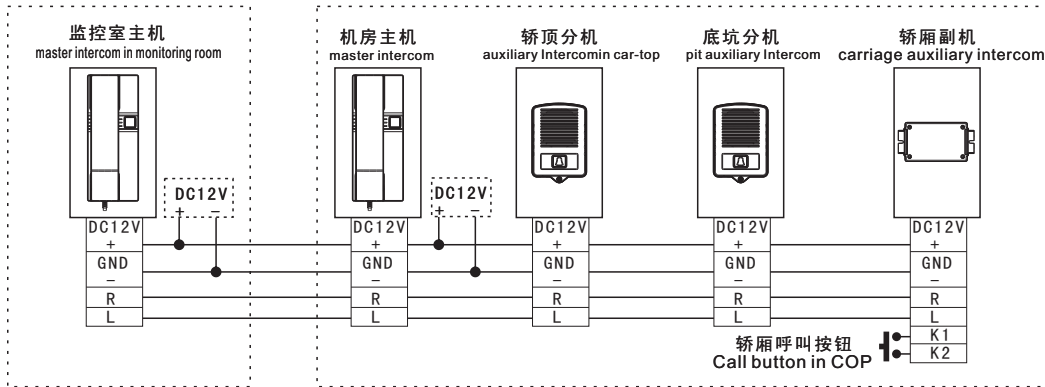 监控室主机
master intercom in monitoring room
机房主机
master intercom
轿顶分机
auxiliary Intercomin car-top
底坑分机
pit auxiliary Intercom
轿厢副机
carriage auxiliary intercom
DC12V
+ −
DC12V
+ −
DC12V
+
GND
−
R
L
DC12V
+
GND
−
R
L
DC12V
+
GND
−
R
L
DC12V
+
GND
−
R
L
DC12V
+
GND
−
R
L
K1
K2
轿厢呼叫按钮
Call button in COP